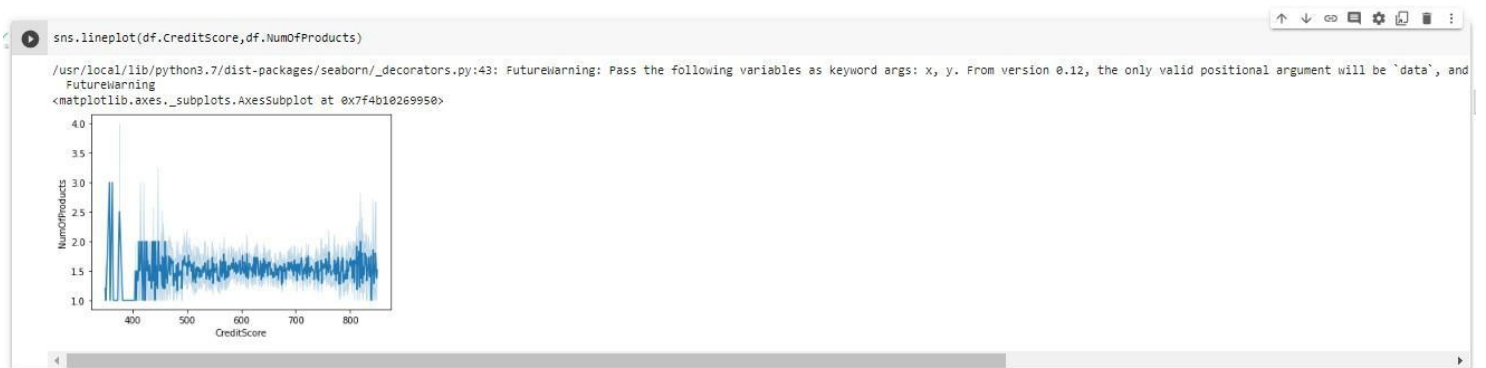 sns.lineplot(df.CreditScore,df.NumOfProducts)
/usr/local/lib/python3.7/dist-packages/seaborn/_decorators.py:43: FutureWarning: Pass the following variables as keyword args: x, y. From version 0.12, the only valid positional argument will be `data`, and
FutureWarning
<matplotlib.axes._subplots.AxesSubplot at 0x7f4b10269950>
4.0
3.5
3.0
2.5
2.0
1.5
1.0
NumOfProducts
400 500 600 700 800
CreditScore